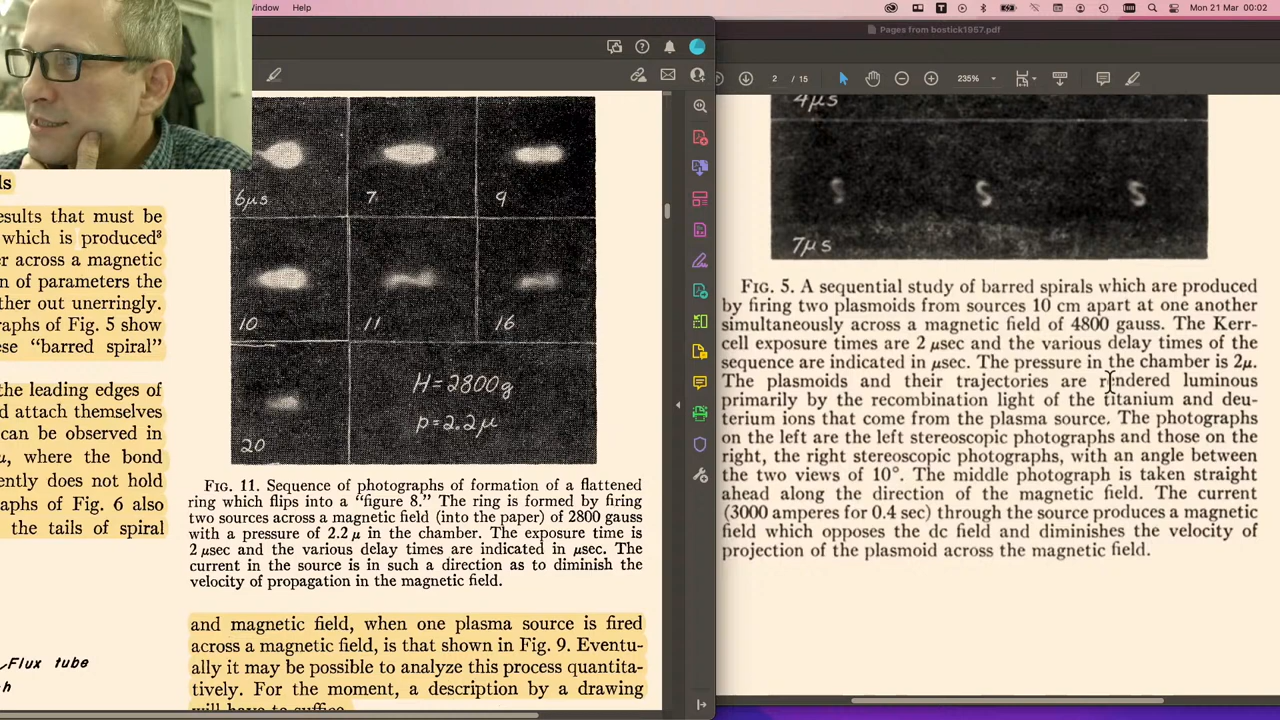 Window Help
Mon 21 Mar 00:02
Pages from bostick1957.pdf
2 / 15
235%
ls
results that must be
which is produced³
er across a magnetic
n of parameters the
ther out unerringly.
raphs of Fig. 5 show
ese “barred spiral”
the leading edges of
d attach themselves
can be observed in
μ, where the bond
ently does not hold
phs of Fig. 6 also
the tails of spiral
Flux tube
6μs 7 9
10 11 16
20
H=2800g
p=2.2μ
FIG. 11. Sequence of photographs of formation of a flattened
ring which flips into a “figure 8.” The ring is formed by firing
two sources across a magnetic field (into the paper) of 2800 gauss
with a pressure of 2.2 μ in the chamber. The exposure time is
2 μsec and the various delay times are indicated in μsec. The
current in the source is in such a direction as to diminish the
velocity of propagation in the magnetic field.
and magnetic field, when one plasma source is fired
across a magnetic field, is that shown in Fig. 9. Eventu-
ally it may be possible to analyze this process quantita-
tively. For the moment, a description by a drawing
will have to suffice.
4μs
7μs
FIG. 5. A sequential study of barred spirals which are produced
by firing two plasmoids from sources 10 cm apart at one another
simultaneously across a magnetic field of 4800 gauss. The Kerr-
cell exposure times are 2 μsec and the various delay times of the
sequence are indicated in μsec. The pressure in the chamber is 2μ.
The plasmoids and their trajectories are rendered luminous
primarily by the recombination light of the titanium and deu-
terium ions that come from the plasma source. The photographs
on the left are the left stereoscopic photographs and those on the
right, the right stereoscopic photographs, with an angle between
the two views of 10°. The middle photograph is taken straight
ahead along the direction of the magnetic field. The current
(3000 amperes for 0.4 sec) through the source produces a magnetic
field which opposes the dc field and diminishes the velocity of
projection of the plasmoid across the magnetic field.